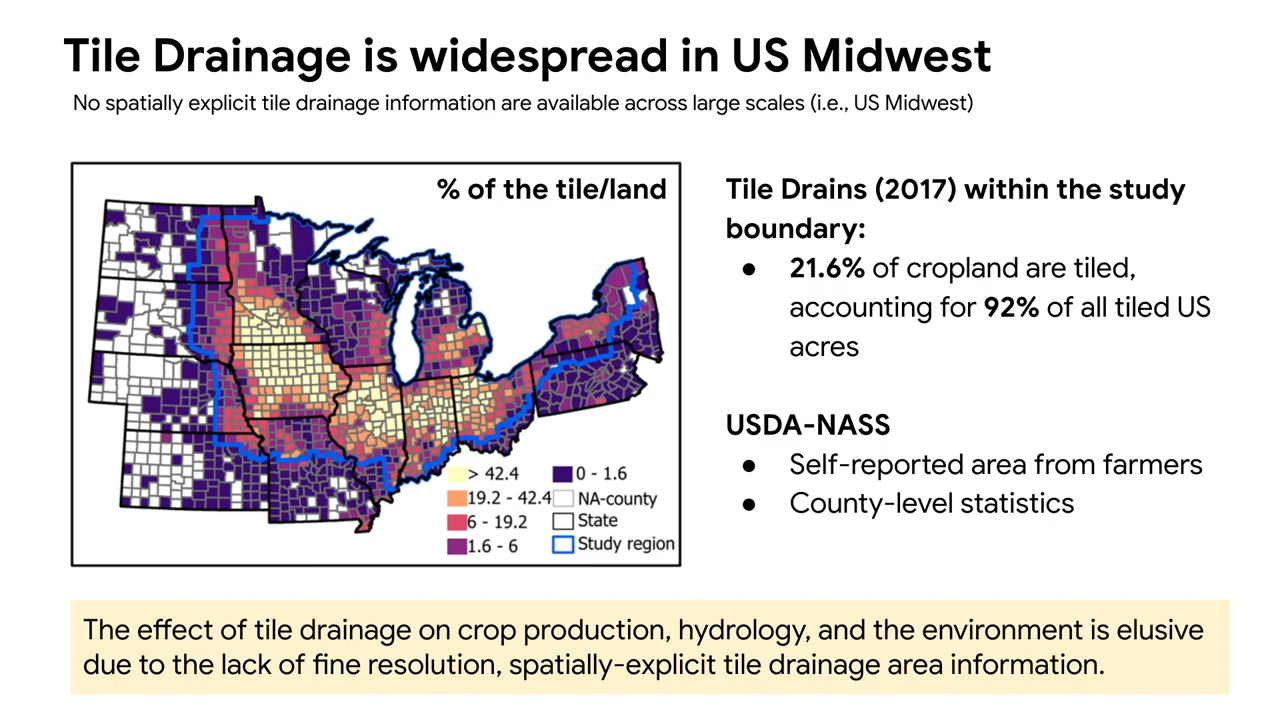 Tile Drainage is widespread in US Midwest
No spatially explicit tile drainage information are available across large scales (i.e., US Midwest)
% of the tile/land
> 42.4
19.2 - 42.4
6 - 19.2
1.6 - 6
0 - 1.6
NA-county
State
Study region
Tile Drains (2017) within the study
boundary:
● 21.6% of cropland are tiled,
accounting for 92% of all tiled US
acres
USDA-NASS
● Self-reported area from farmers
● County-level statistics
The effect of tile drainage on crop production, hydrology, and the environment is elusive
due to the lack of fine resolution, spatially-explicit tile drainage area information.